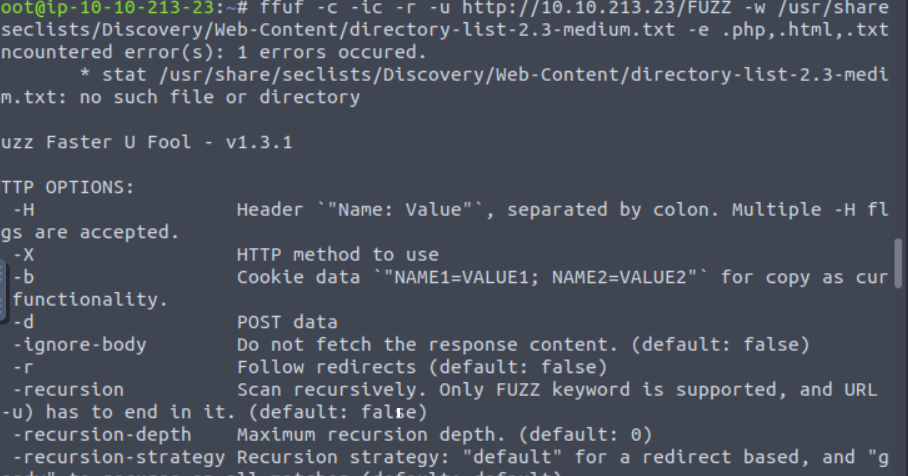 oot@ip-10-10-213-23:~# ffuf -c -ic -r -u http://10.10.213.23/FUZZ -w /usr/share
seclists/Discovery/Web-Content/directory-list-2.3-medium.txt -e .php,.html,.txt
ncountered error(s): 1 errors occured.
* stat /usr/share/seclists/Discovery/Web-Content/directory-list-2.3-medi
m.txt: no such file or directory
uzz Faster U Fool - v1.3.1
TTP OPTIONS:
-H Header `"Name: Value"`, separated by colon. Multiple -H fl
gs are accepted.
-X HTTP method to use
-b Cookie data `"NAME1=VALUE1; NAME2=VALUE2"` for copy as cur
functionality.
-d POST data
-ignore-body Do not fetch the response content. (default: false)
-r Follow redirects (default: false)
-recursion Scan recursively. Only FUZZ keyword is supported, and URL
-u) has to end in it. (default: false)
-recursion-depth Maximum recursion depth. (default: 0)
-recursion-strategy Recursion strategy: "default" for a redirect based, and "g